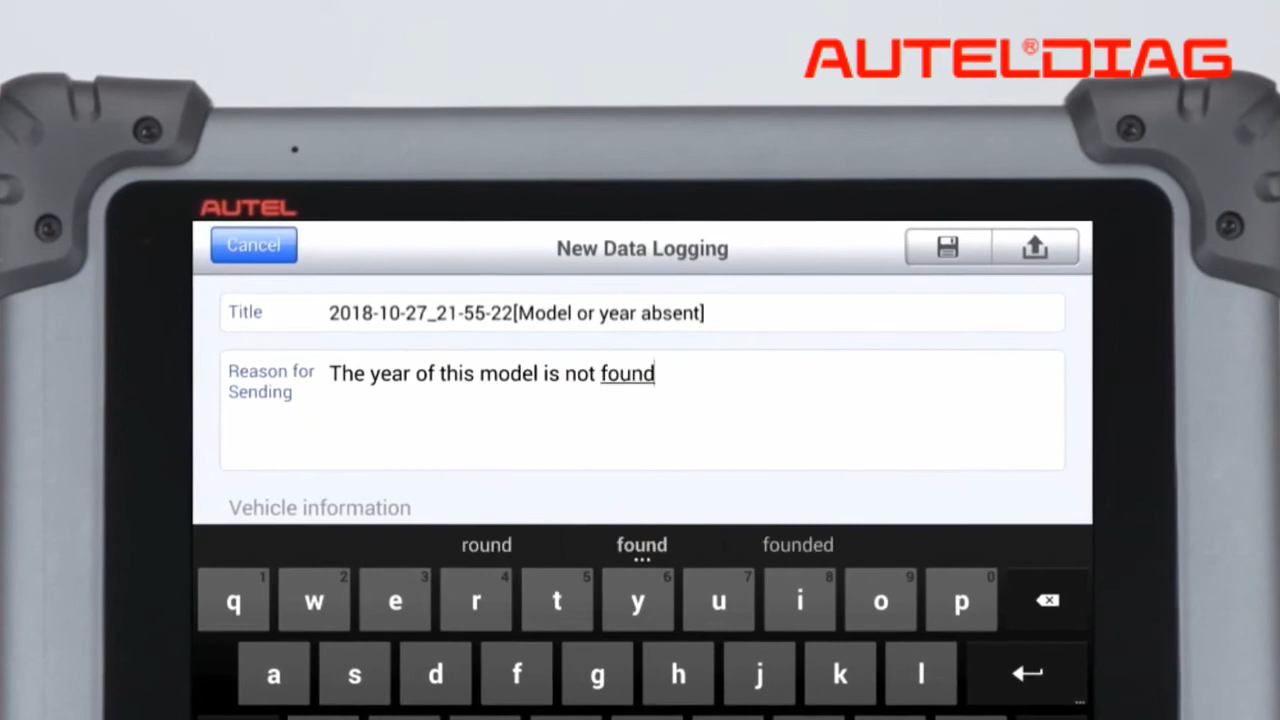 AUTEL®DIAG
AUTEL
Cancel
New Data Logging
Title 2018-10-27_21-55-22[Model or year absent]
Reason for Sending
The year of this model is not found
Vehicle information
round found founded
1 2 3 4 5 6 7 8 9 0
q w e r t y u i o p
a s d f g h j k l